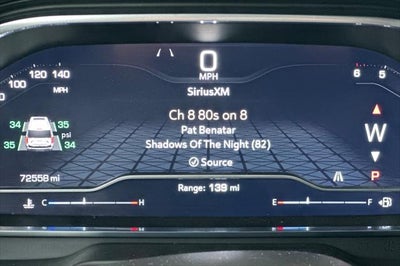 0
MPH
100 120 140
MPH
SiriusXM
6 5
Ch 8 80s on 8
Pat Benatar
Shadows Of The Night (82)
Source
34 35
psi
35 34
W
P
72558 mi
Range: 139 mi
C H
E F